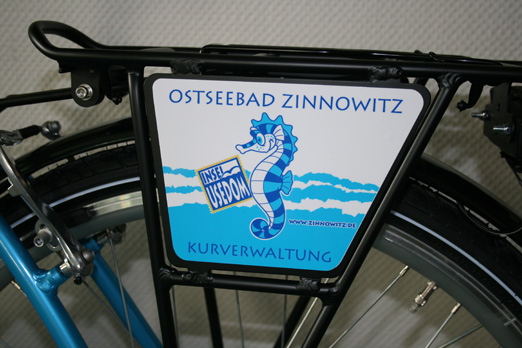 OSTSEEBAD ZINNOWITZ
INSEL
USEDOM
WWW.ZINNOWITZ.DE
KURVERWALTUNG